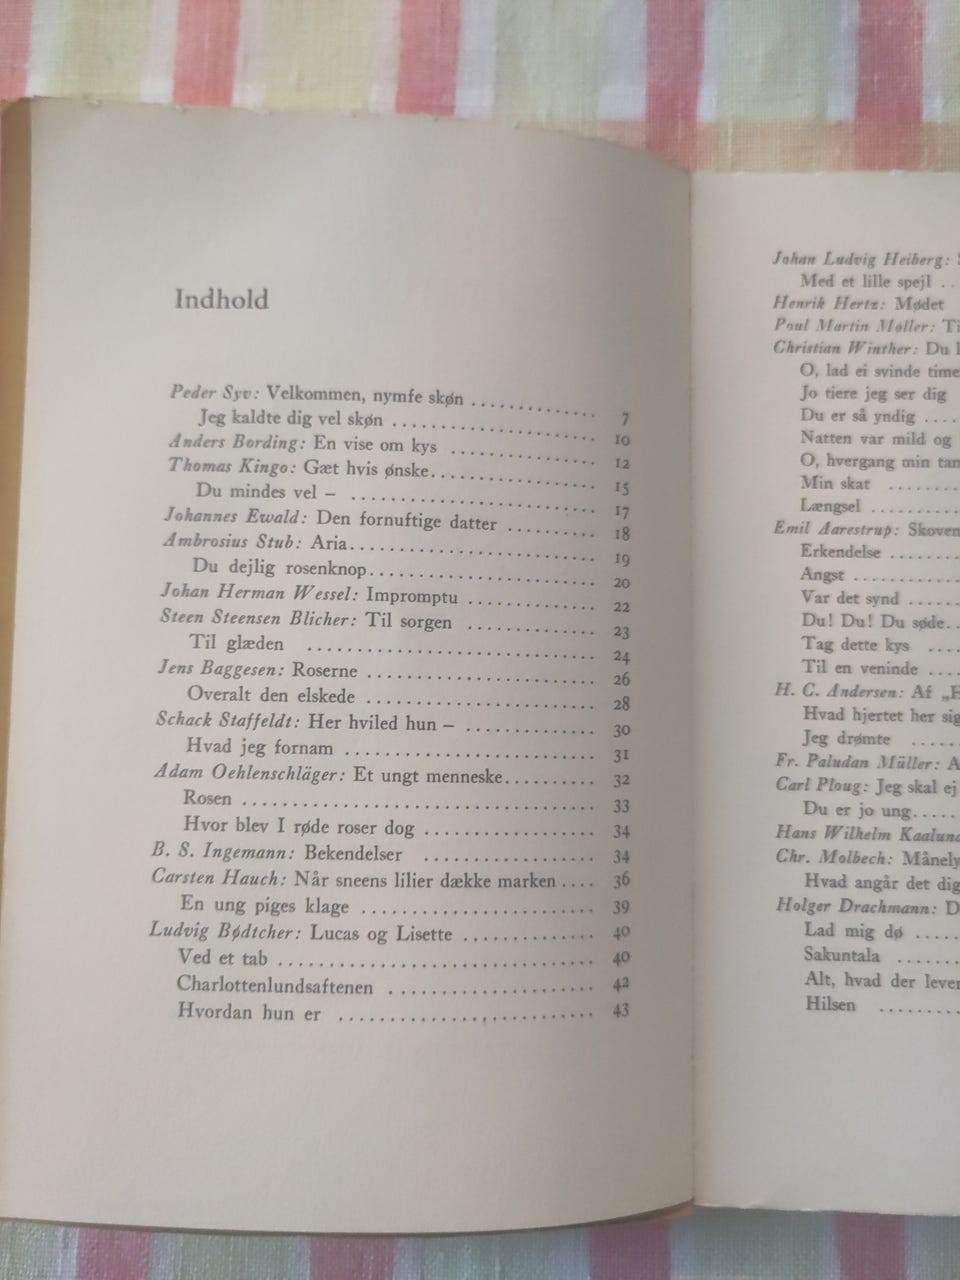 Indhold
Peder Syv: Velkommen, nymfe skøn .............. 7
Jeg kaldte dig vel skøn ...................... 10
Anders Bording: En vise om kys ............... 12
Thomas Kingo: Gæt hvis ønske.................. 15
Du mindes vel – .............................. 17
Johannes Ewald: Den fornuftige datter ........ 18
Ambrosius Stub: Aria.......................... 19
Du dejlig rosenknop........................... 20
Johan Herman Wessel: Impromptu ............... 22
Steen Steensen Blicher: Til sorgen ........... 23
Til glæden ................................... 24
Jens Baggesen: Roserne ....................... 26
Overalt den elskede .......................... 28
Schack Staffeldt: Her hviled hun – ........... 30
Hvad jeg fornam .............................. 31
Adam Oehlenschläger: Et ungt menneske......... 32
Rosen ........................................ 33
Hvor blev I røde roser dog ................... 34
B. S. Ingemann: Bekendelser .................. 34
Carsten Hauch: Når sneens lilier dække marken .... 36
En ung piges klage ........................... 39
Ludvig Bødtcher: Lucas og Lisette ............ 40
Ved et tab ................................... 40
Charlottenlundsaftenen ....................... 42
Hvordan hun er ............................... 43
Johan Ludvig Heiberg:
Med et lille spejl ..
Henrik Hertz: Mødet
Poul Martin Møller: Ti
Christian Winther: Du
O, lad ei svinde time
Jo tiere jeg ser dig
Du er så yndig ....
Natten var mild og
O, hvergang min tan
Min skat ........
Længsel .........
Emil Aarestrup: Skoven
Erkendelse ........
Angst ............
Var det synd ......
Du! Du! Du søde..
Tag dette kys ....
Til en veninde ....
H. C. Andersen: Af „H
Hvad hjertet her sig
Jeg drømte .....
Fr. Paludan Müller: A
Carl Ploug: Jeg skal ej
Du er jo ung.....
Hans Wilhelm Kaalund
Chr. Molbech: Månely
Hvad angår det dig
Holger Drachmann: D
Lad mig dø .....
Sakuntala .......
Alt, hvad der lever
Hilsen .........